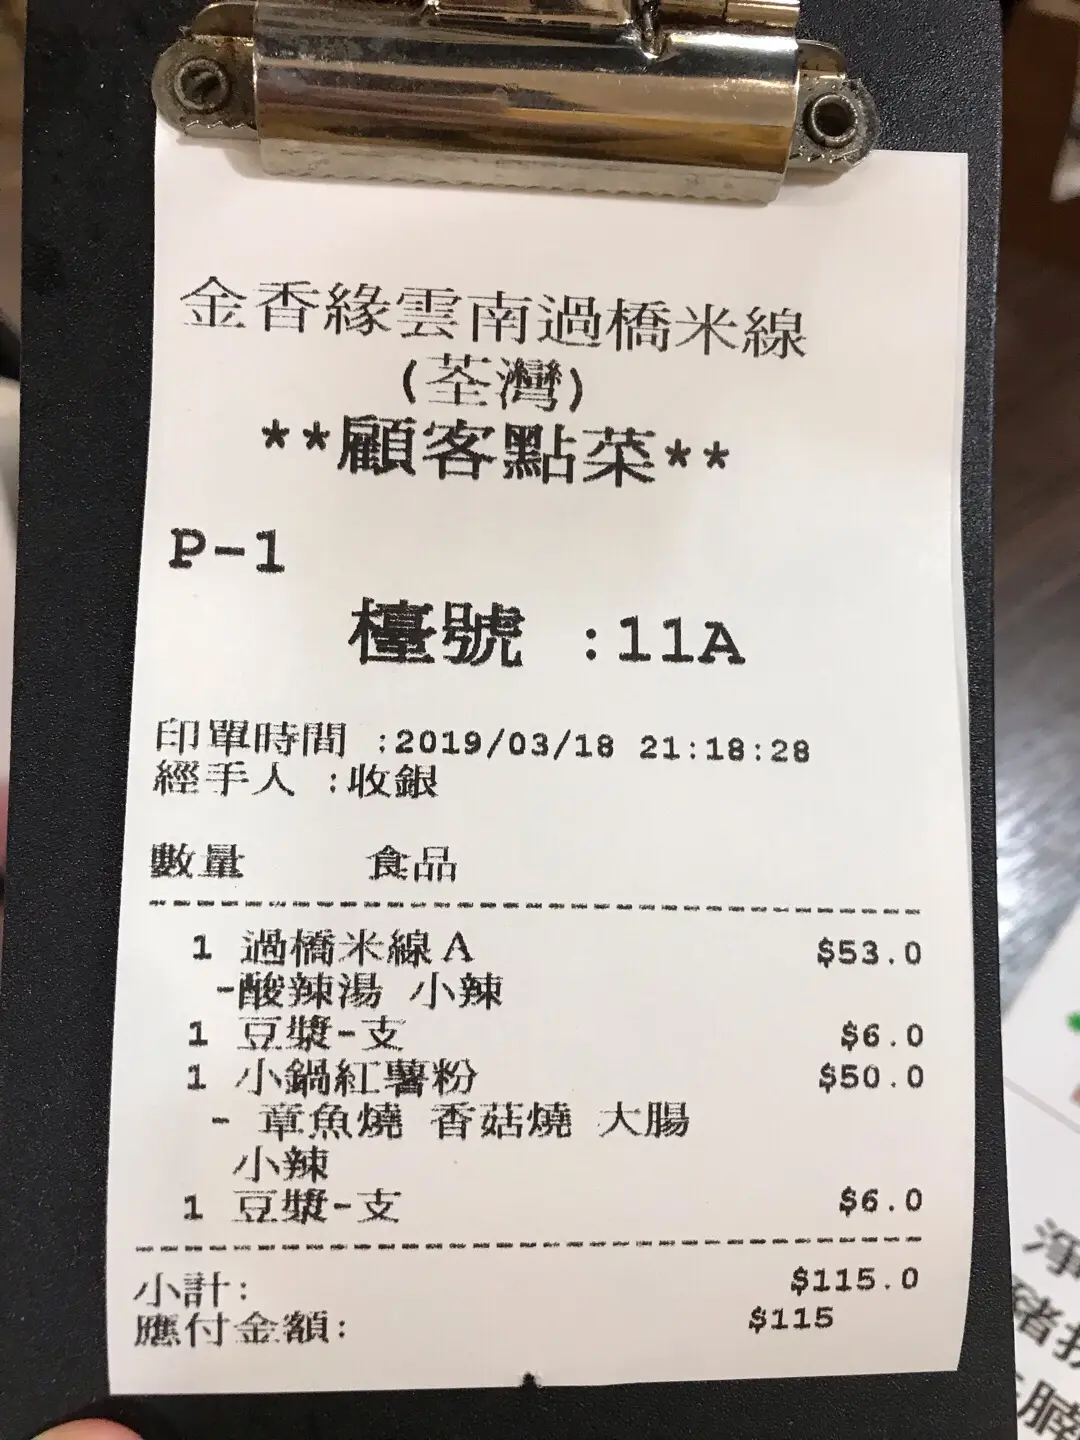 金香緣雲南過橋米線
(荃灣)
**顧客點菜**
P-1
檯號 :11A
印單時間 :2019/03/18 21:18:28
經手人 :收銀
數量 食品
1 過橋米線A $53.0
-酸辣湯 小辣
1 豆漿-支 $6.0
1 小鍋紅薯粉 $50.0
- 章魚燒 香菇燒 大腸
小辣
1 豆漿-支 $6.0
小計: $115.0
應付金額: $115